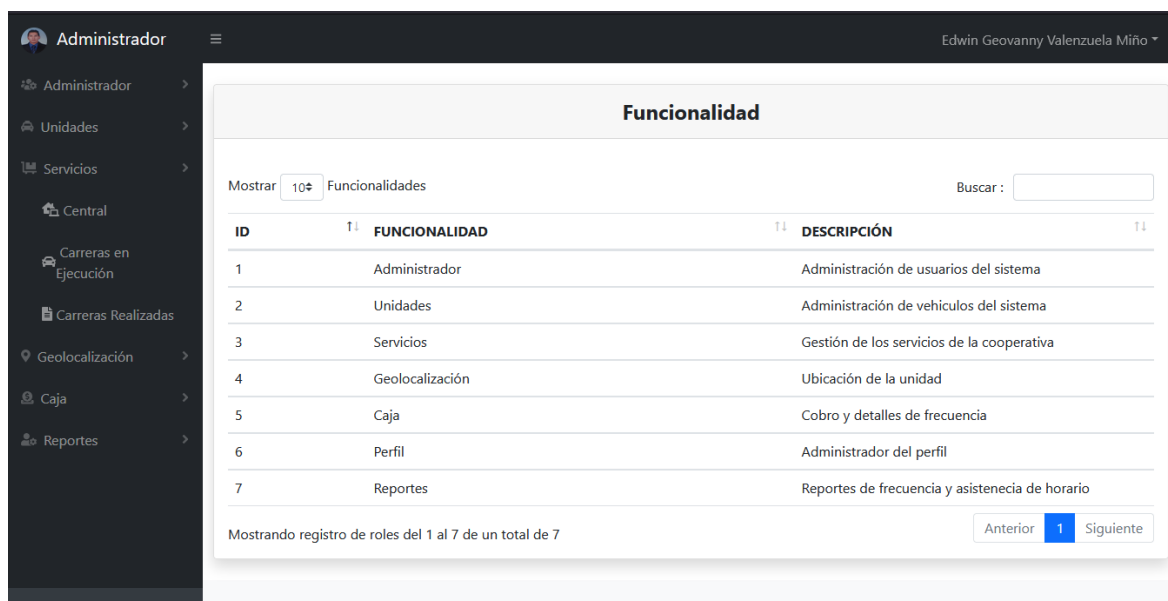 Administrador
Edwin Geovanny Valenzuela Miño
Administrador
Unidades
Servicios
Central
Carreras en
Ejecución
Carreras Realizadas
Geolocalización
Caja
Reportes
Funcionalidad
Mostrar 10 Funcionalidades
Buscar :
ID FUNCIONALIDAD DESCRIPCIÓN
1 Administrador Administración de usuarios del sistema
2 Unidades Administración de vehiculos del sistema
3 Servicios Gestión de los servicios de la cooperativa
4 Geolocalización Ubicación de la unidad
5 Caja Cobro y detalles de frecuencia
6 Perfil Administrador del perfil
7 Reportes Reportes de frecuencia y asistenecia de horario
Mostrando registro de roles del 1 al 7 de un total de 7
Anterior 1 Siguiente